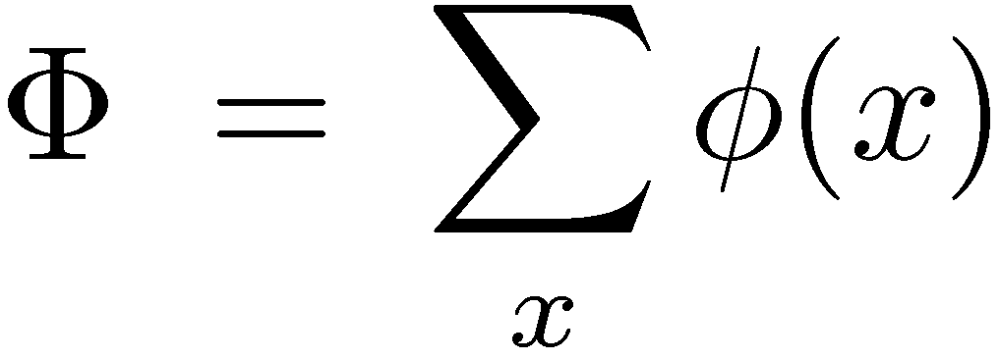 Φ = ∑ ϕ(x)
x